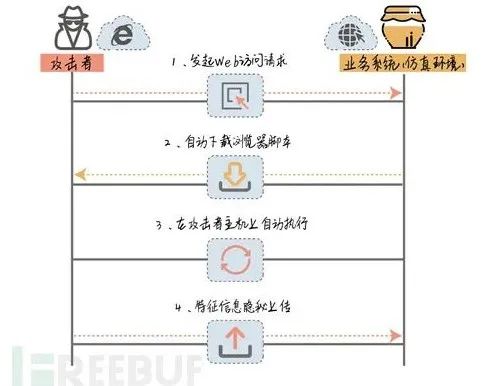 攻击者
业务系统(仿真环境)
1、发起Web访问请求
2、自动下载浏览器脚本
3、在攻击者主机上自动执行
4、特征信息隐秘上传
FREEBUF